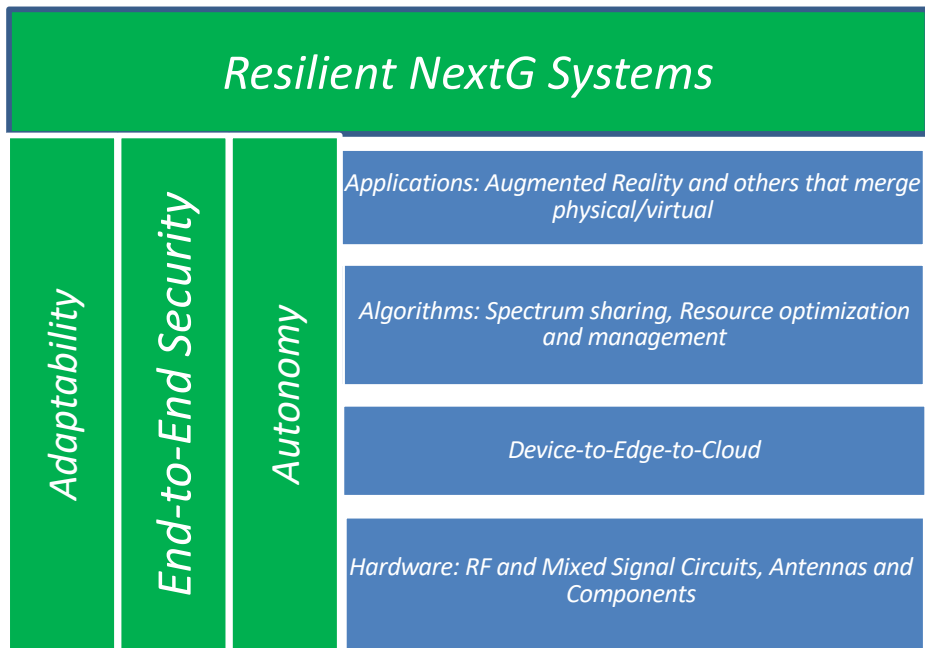 Resilient NextG Systems
Adaptability
End-to-End Security
Autonomy
Applications: Augmented Reality and others that merge
physical/virtual
Algorithms: Spectrum sharing, Resource optimization
and management
Device-to-Edge-to-Cloud
Hardware: RF and Mixed Signal Circuits, Antennas and
Components